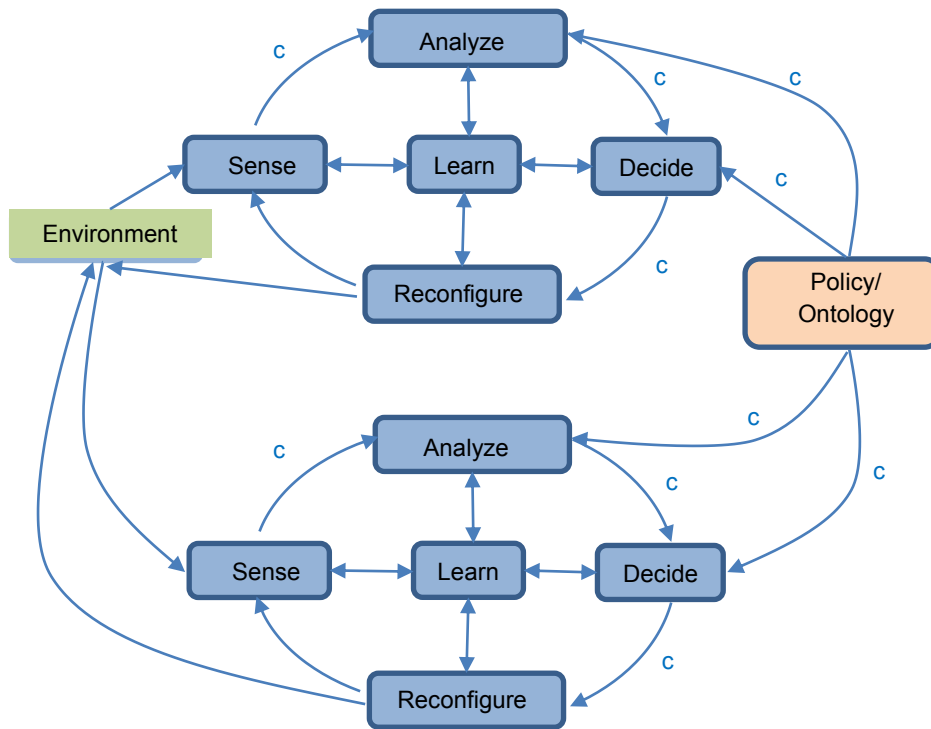 Analyze
c
c
c
Sense
Learn
Decide
c
Environment
c
Reconfigure
Policy/
Ontology
Analyze
c
c
c
c
Sense
Learn
Decide
c
Reconfigure